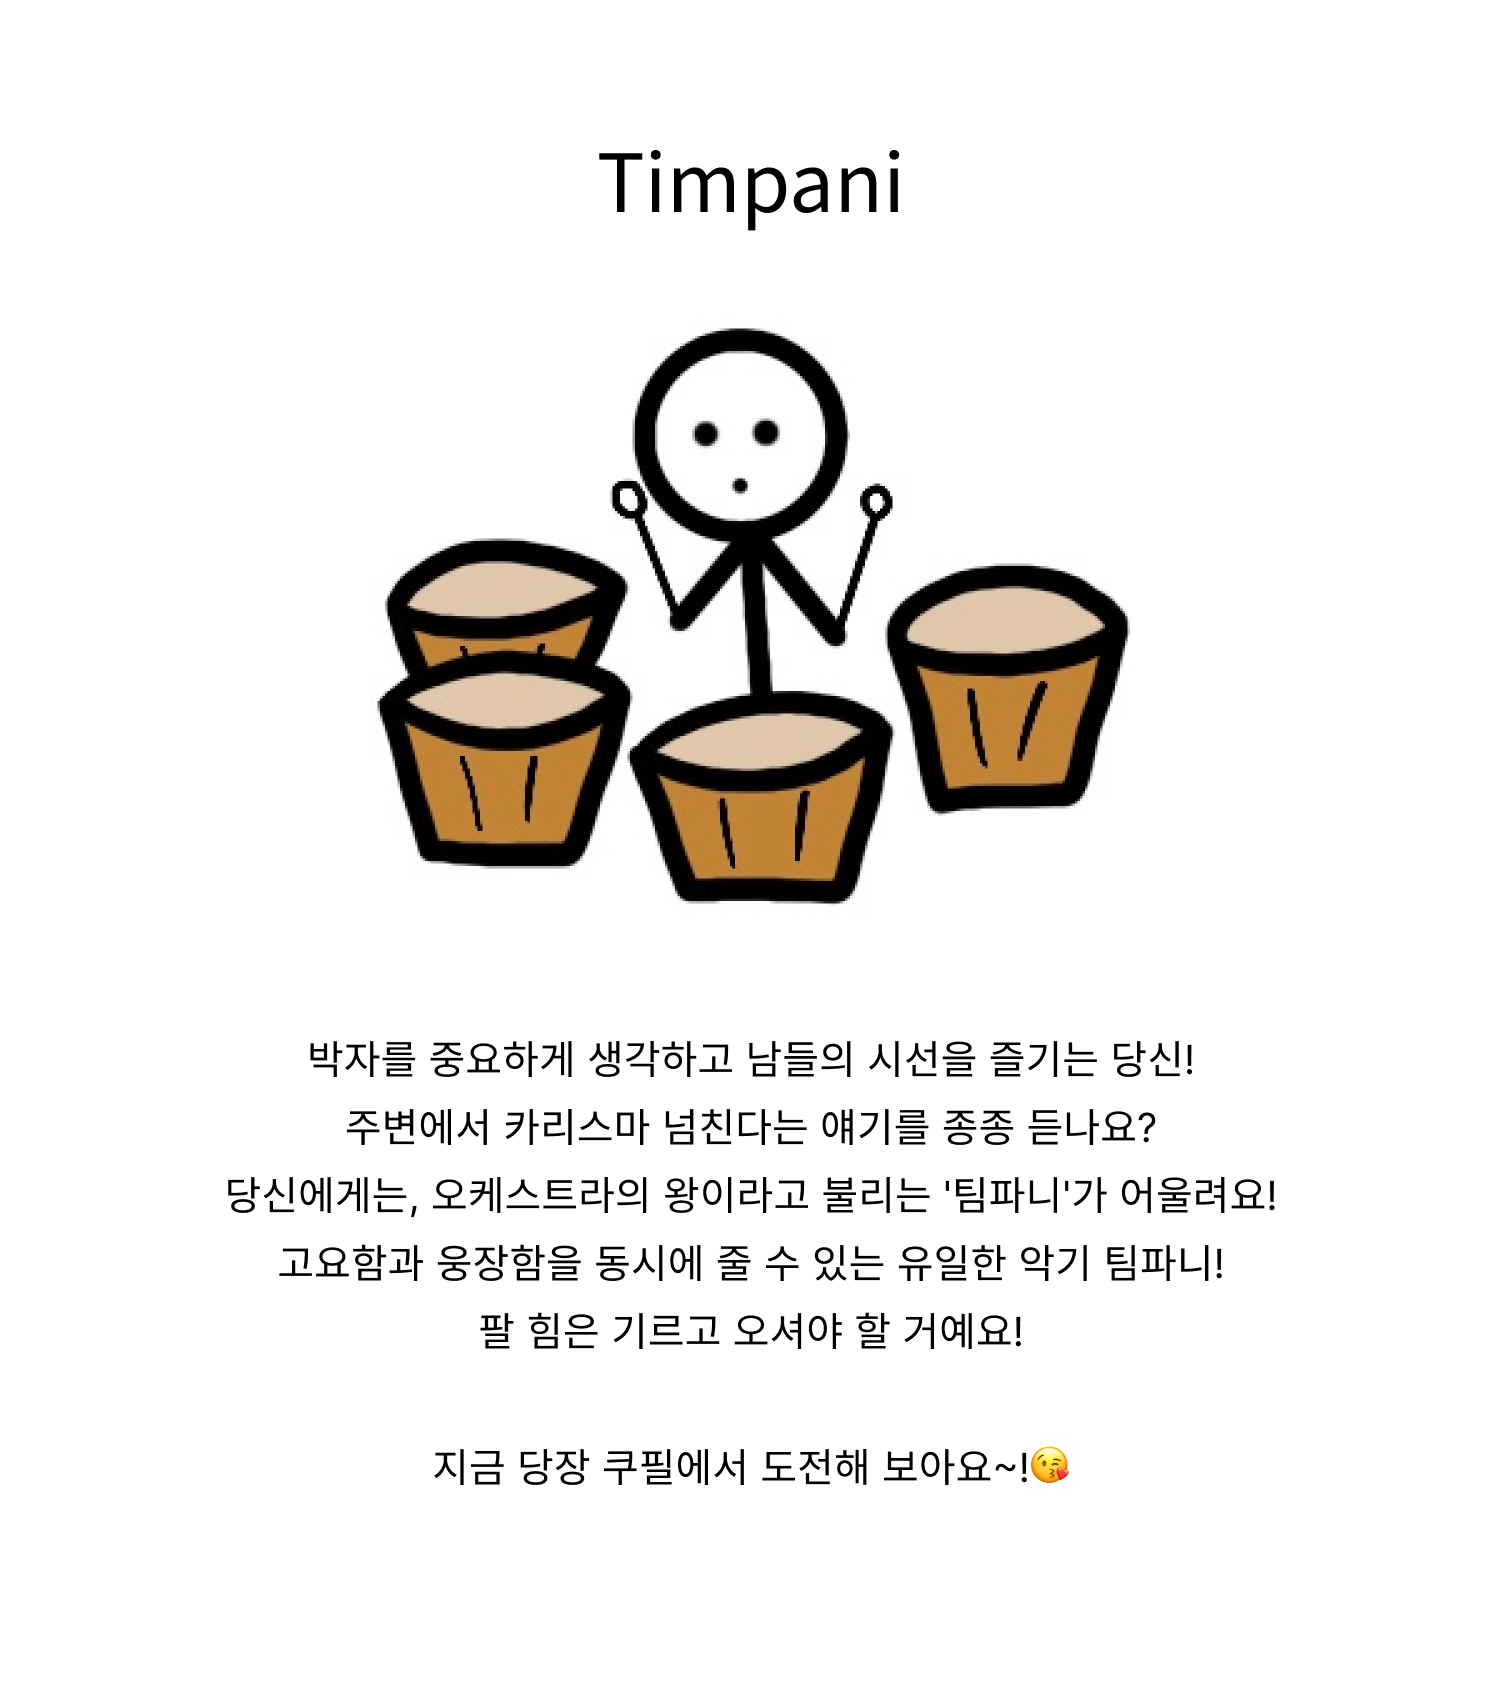 Timpani
박자를 중요하게 생각하고 남들의 시선을 즐기는 당신!
주변에서 카리스마 넘친다는 얘기를 종종 듣나요?
당신에게는, 오케스트라의 왕이라고 불리는 '팀파니'가 어울려요!
고요함과 웅장함을 동시에 줄 수 있는 유일한 악기 팀파니!
팔 힘은 기르고 오셔야 할 거예요!
지금 당장 쿠필에서 도전해 보아요~!😘